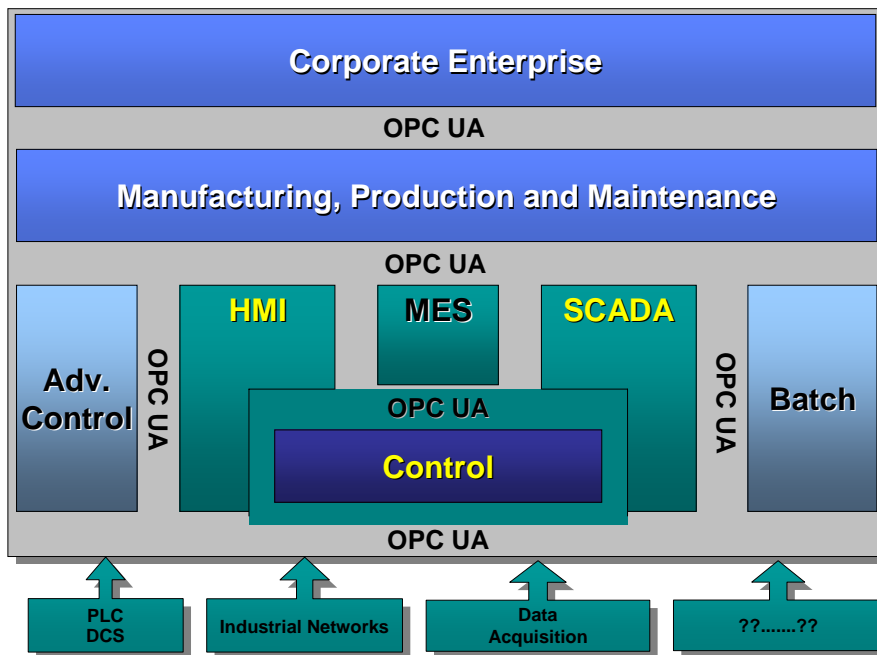 Corporate Enterprise
OPC UA
Manufacturing, Production and Maintenance
OPC UA
HMI
MES
SCADA
Adv.
Control
OPC UA
OPC UA
Control
OPC UA
Batch
OPC UA
PLC
DCS
Industrial Networks
Data
Acquisition
??.......??